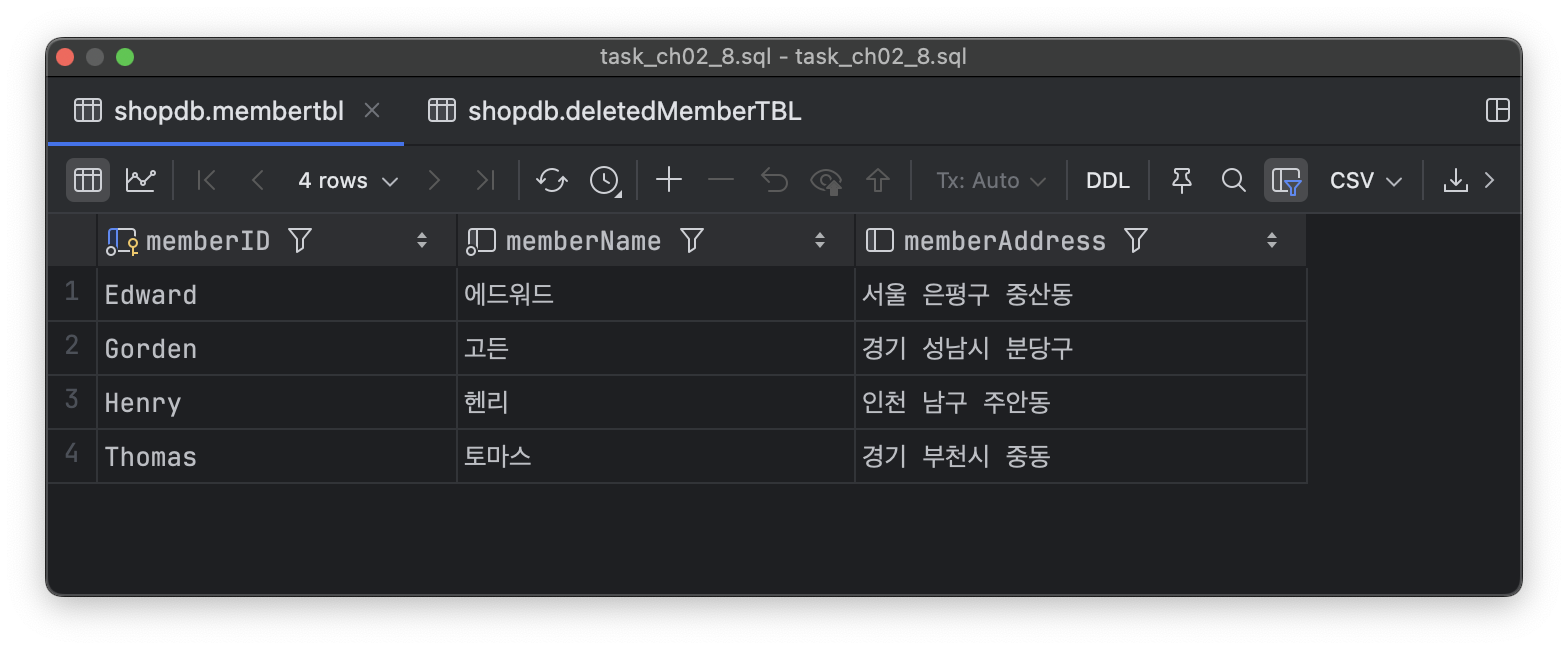 task_ch02_8.sql - task_ch02_8.sql
shopdb.membertbl shopdb.deletedMemberTBL
4 rows Tx: Auto DDL CSV
memberID memberName memberAddress
1 Edward 에드워드 서울 은평구 중산동
2 Gorden 고든 경기 성남시 분당구
3 Henry 헨리 인천 남구 주안동
4 Thomas 토마스 경기 부천시 중동